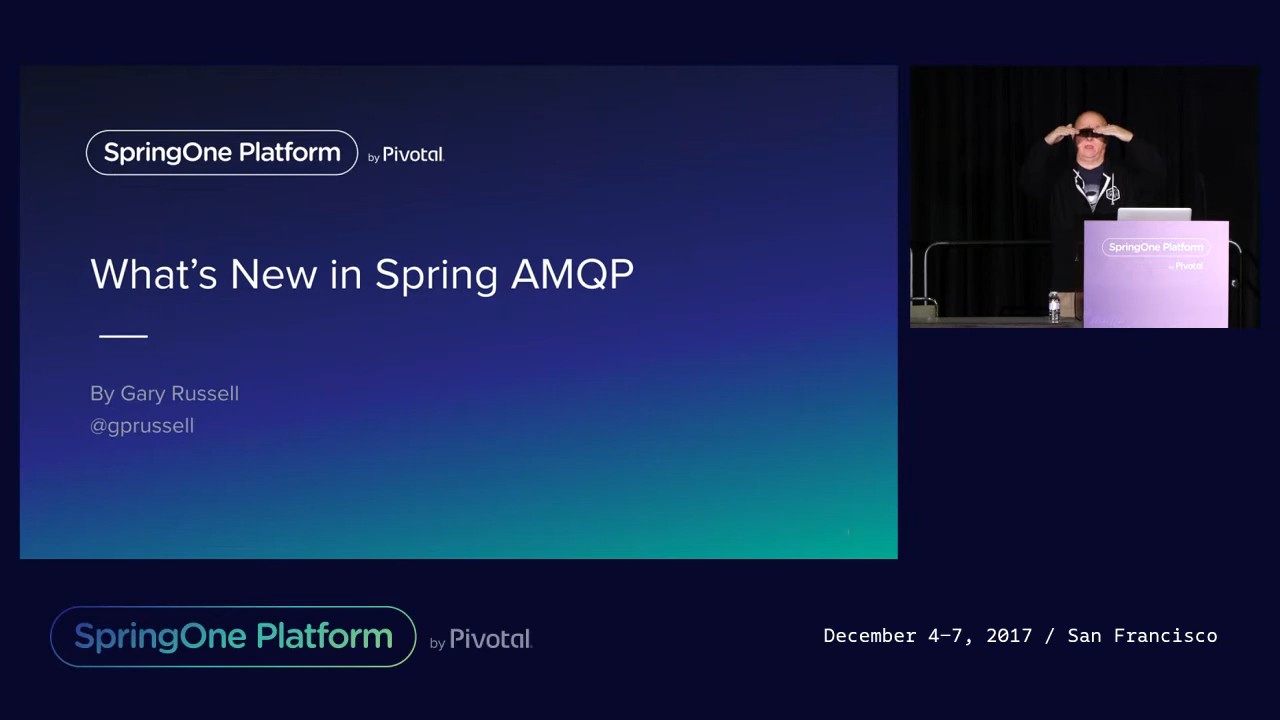 SpringOne Platform by Pivotal.
What's New in Spring AMQP
By Gary Russell
@gprussell
SpringOne Platform
by Pivotal
SpringOne Platform by Pivotal.
December 4–7, 2017 / San Francisco